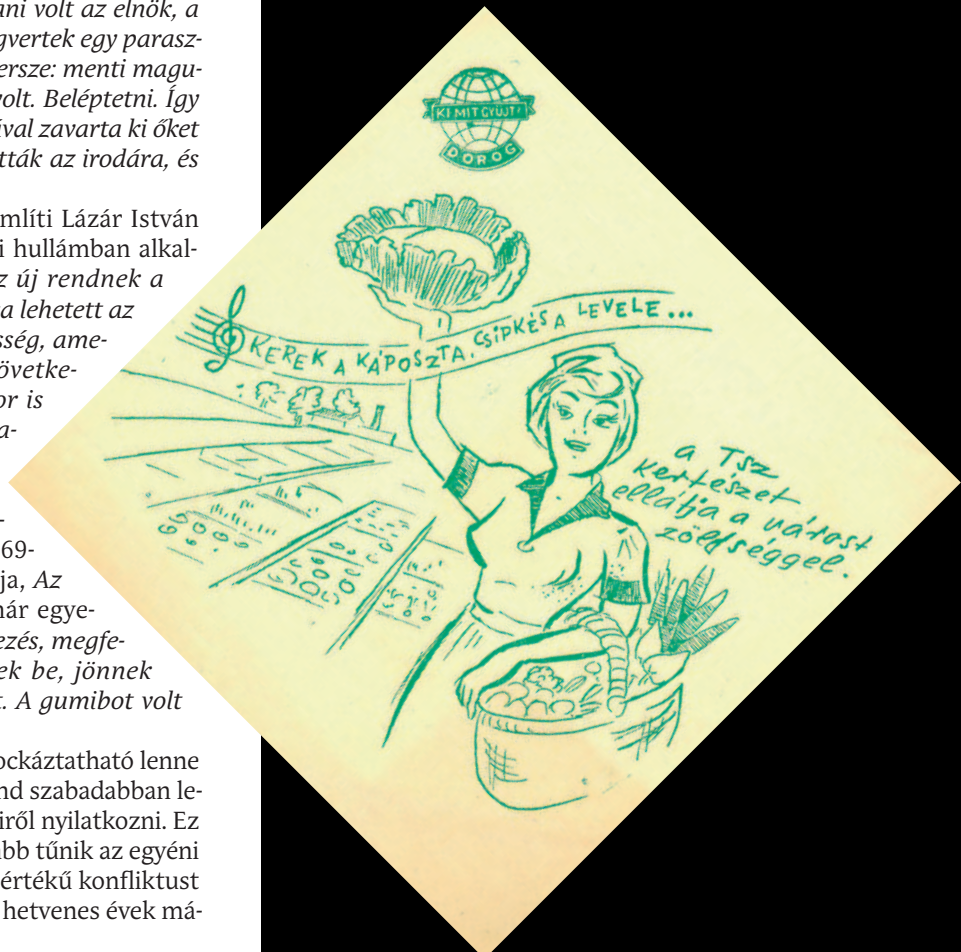 ani volt az elnök, a
gvertek egy parasz-
ersze: menti magu-
volt. Beléptetni. Így
val zavarta ki őket
tták az irodára, és
mlíti Lázár István
i hullámban alkal-
z új rendnek a
a lehetett az
sség, ame-
övetke-
or is
a-
-
69-
ja, Az
már egye-
ezés, megfe-
ek be, jönnek
t. A gumibot volt
ockáztatható lenne
nd szabadabban le-
iről nyilatkozni. Ez
bb tűnik az egyéni
értékű konfliktust
hetvenes évek má-
KI MIT GYŰJT?
DOROG
KEREK A KÁPOSZTA, CSIPKÉS A LEVELE...
a Tsz
kertészet
ellátja a várost
zöldséggel.